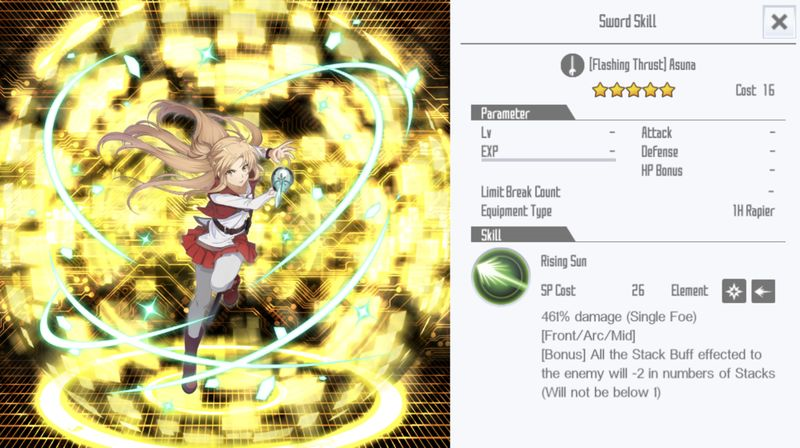 Sword Skill
[Flashing Thrust] Asuna
Cost 16
Parameter
Lv - Attack -
EXP - Defense -
HP Bonus -
Limit Break Count -
Equipment Type 1H Rapier
Skill
Rising Sun
SP Cost 26 Element
461% damage (Single Foe)
[Front/Arc/Mid]
[Bonus] All the Stack Buff effected to
the enemy will -2 in numbers of Stacks
(Will not be below 1)